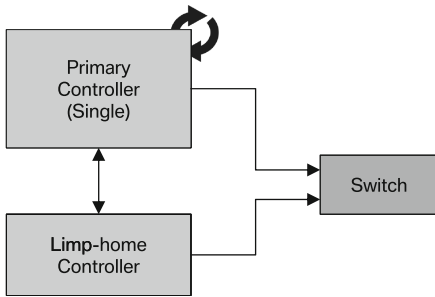 Primary
Controller
(Single)
Switch
Limp-home
Controller